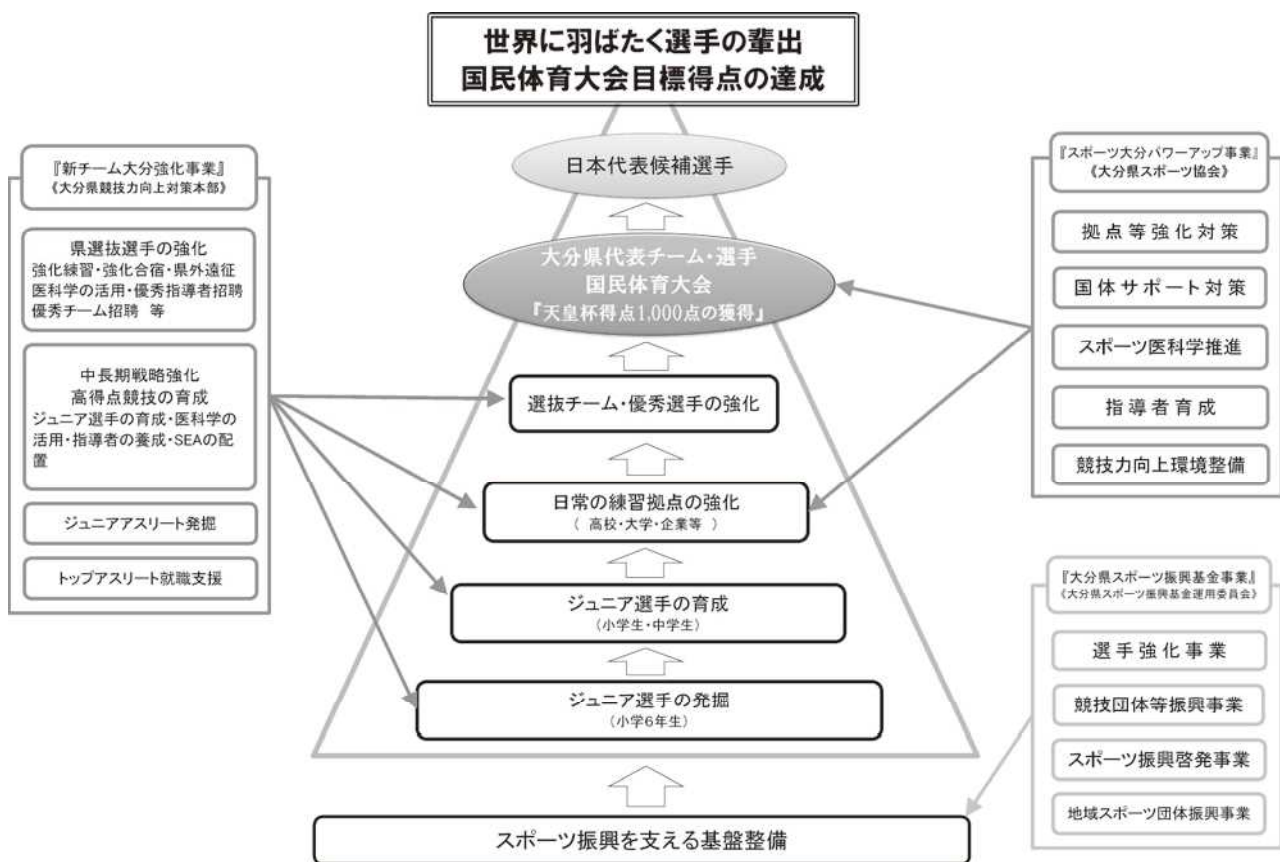 世界に羽ばたく選手の輩出
国民体育大会目標得点の達成
日本代表候補選手
大分県代表チーム・選手
国民体育大会
『天皇杯得点1,000点の獲得』
選抜チーム・優秀選手の強化
日常の練習拠点の強化
( 高校・大学・企業等 )
ジュニア選手の育成
(小学生・中学生)
ジュニア選手の発掘
(小学6年生)
スポーツ振興を支える基盤整備
『新チーム大分強化事業』
《大分県競技力向上対策本部》
県選抜選手の強化
強化練習・強化合宿・県外遠征
医科学の活用・優秀指導者招聘
優秀チーム招聘 等
中長期戦略強化
高得点競技の育成
ジュニア選手の育成・医科学の
活用・指導者の養成・SEAの配
置
ジュニアアスリート発掘
トップアスリート就職支援
『スポーツ大分パワーアップ事業』
《大分県スポーツ協会》
拠点等強化対策
国体サポート対策
スポーツ医科学推進
指導者育成
競技力向上環境整備
『大分県スポーツ振興基金事業』
《大分県スポーツ振興基金運用委員会》
選手強化事業
競技団体等振興事業
スポーツ振興啓発事業
地域スポーツ団体振興事業